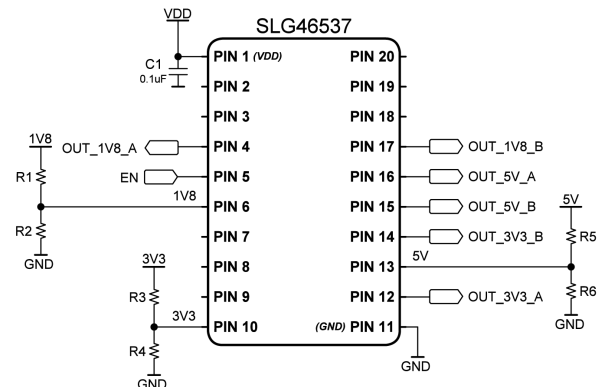 VDD
SLG46537
C1
0.1uF
PIN 1 (VDD)
PIN 2
PIN 3
PIN 4
PIN 5
PIN 6
PIN 7
PIN 8
PIN 9
PIN 10
PIN 20
PIN 19
PIN 18
PIN 17
PIN 16
PIN 15
PIN 14
PIN 13
PIN 12
(GND) PIN 11
OUT_1V8_A
EN
1V8
1V8
R1
R2
GND
3V3
3V3
R3
R4
GND
OUT_1V8_B
OUT_5V_A
OUT_5V_B
OUT_3V3_B
5V
5V
R5
R6
GND
OUT_3V3_A
GND